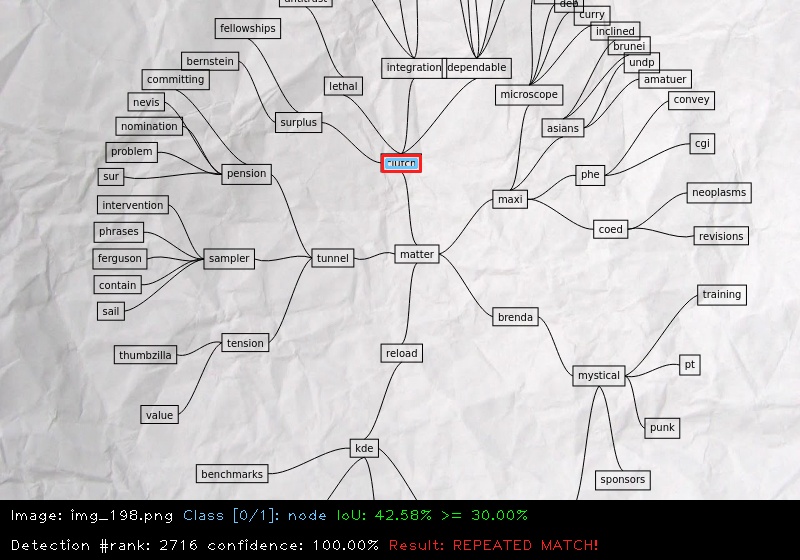 antitrust
deb
curry
inclined
fellowships
brunei
bernstein
integration
dependable
undp
committing
lethal
amatuer
microscope
nevis
convey
surplus
nomination
asians
problem
clutch
cgi
sur
pension
phe
intervention
maxi
neoplasms
phrases
coed
revisions
ferguson
sampler
tunnel
matter
contain
training
sail
brenda
thumbzilla
tension
reload
pt
mystical
value
punk
kde
benchmarks
sponsors
Image: img_198.png Class [0/1]: node IoU: 42.58% >= 30.00%
Detection #rank: 2716 confidence: 100.00% Result: REPEATED MATCH!